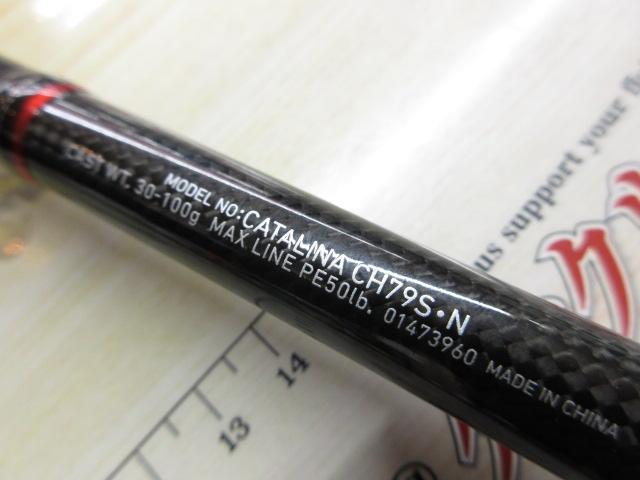 MODEL NO:CATALINA CH79S・N
CAST WT. 30-100g MAX LINE PE50lb. 01473960 MADE IN CHINA
us support your fi
13
14